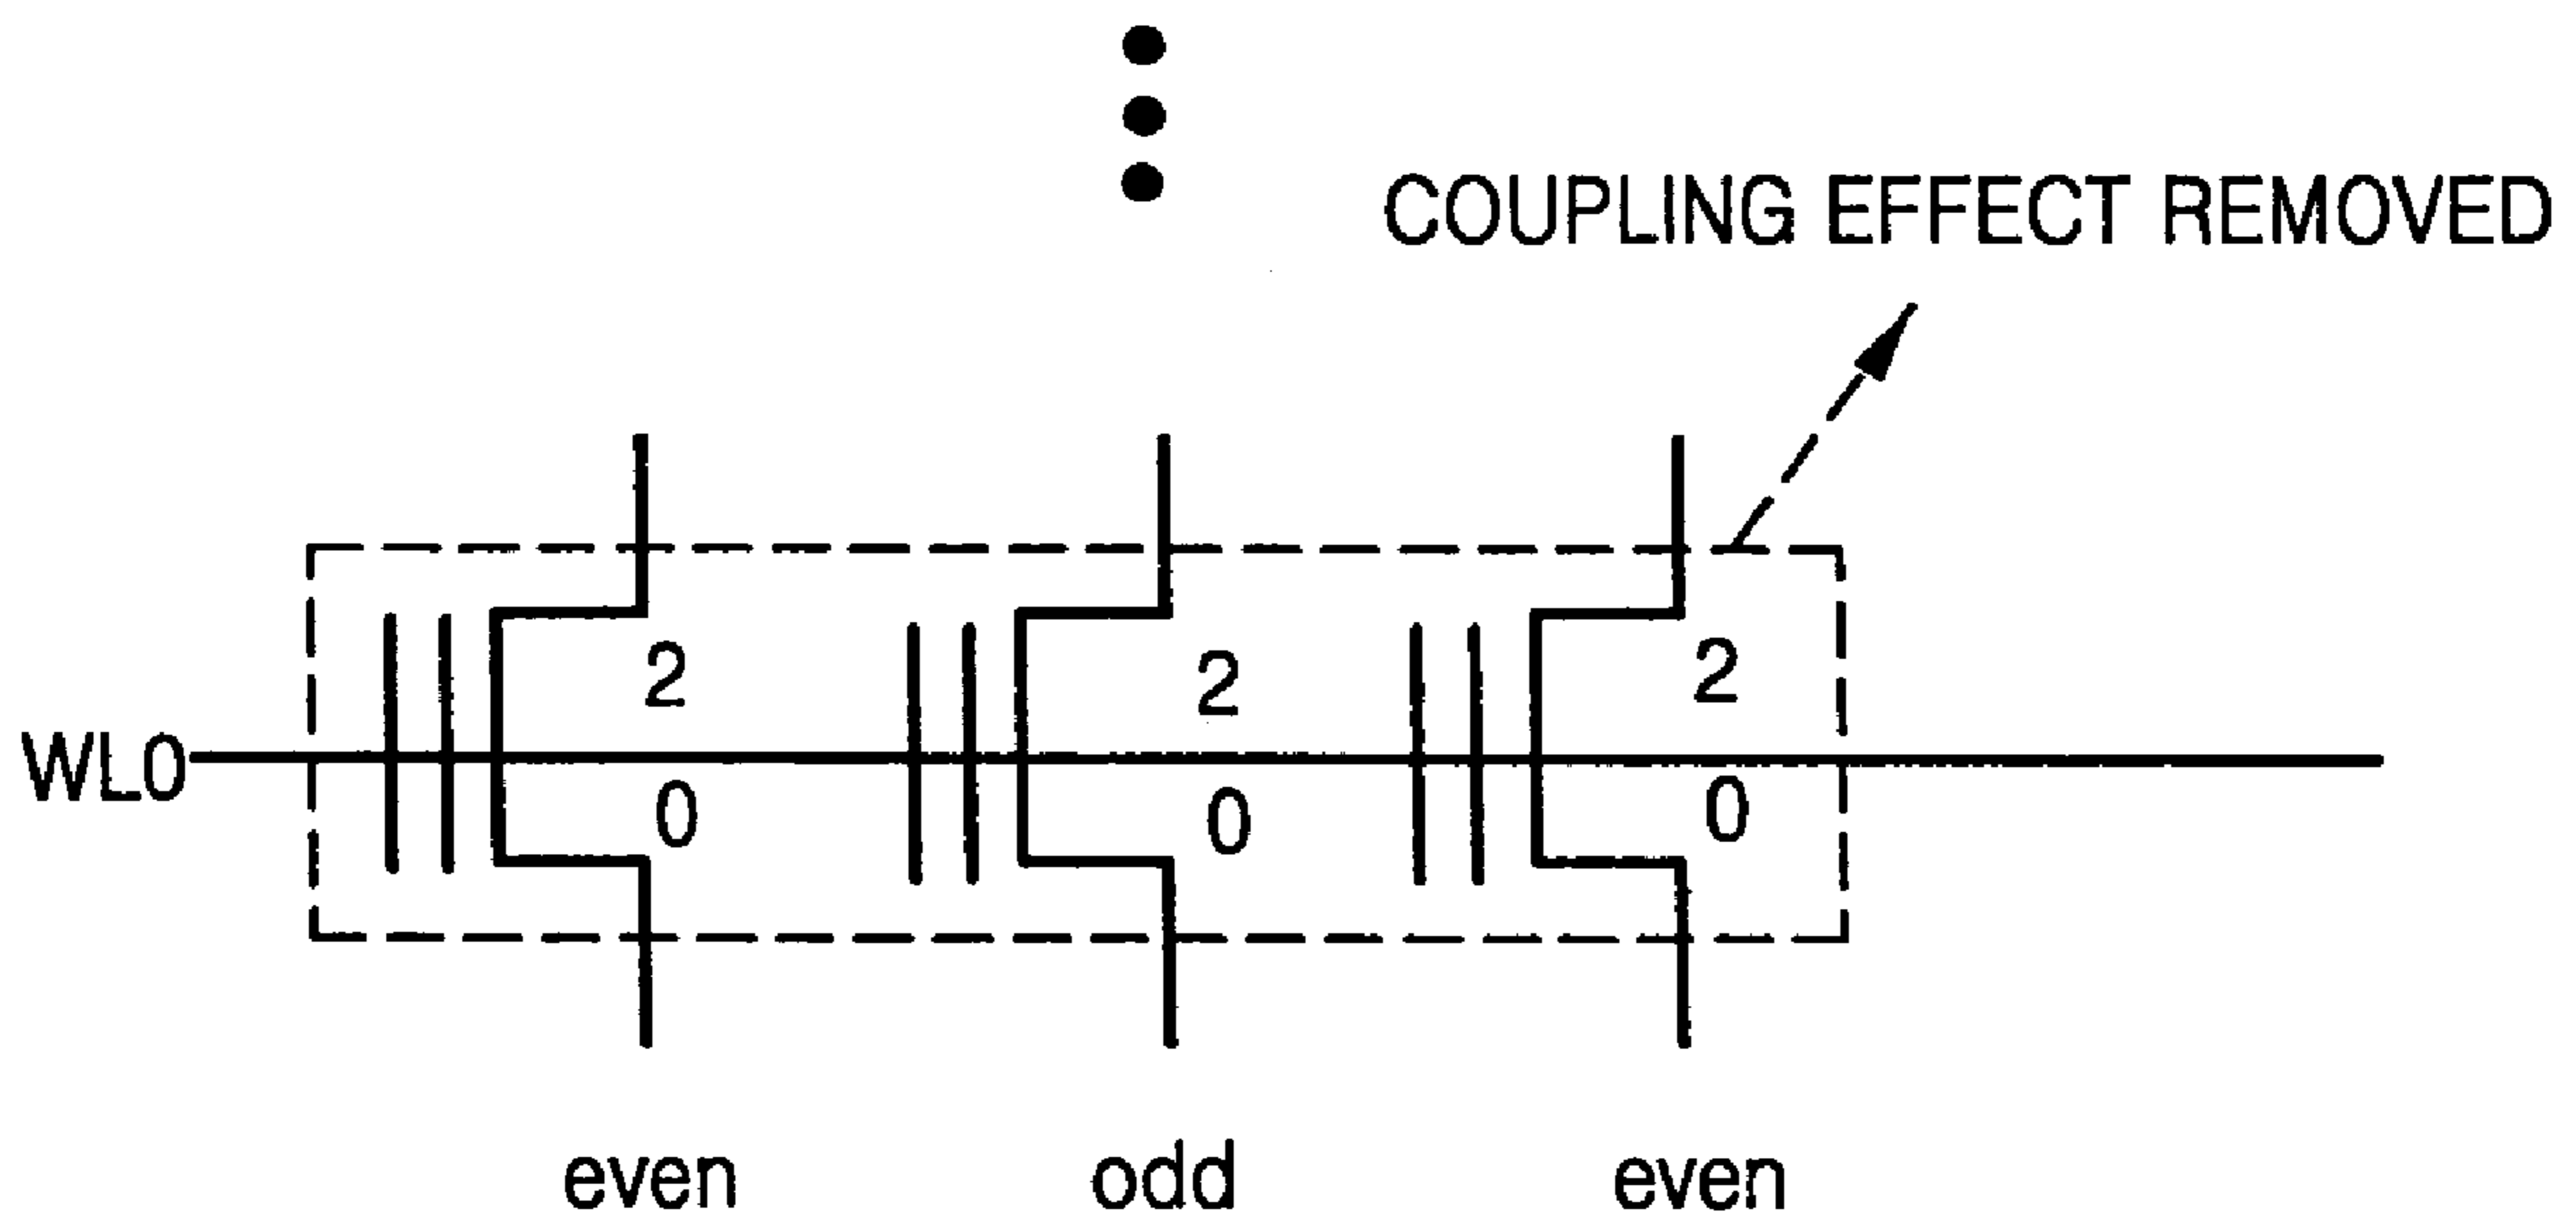 COUPLING EFFECT REMOVED
2 2 2
WL0
0 0 0
even odd even